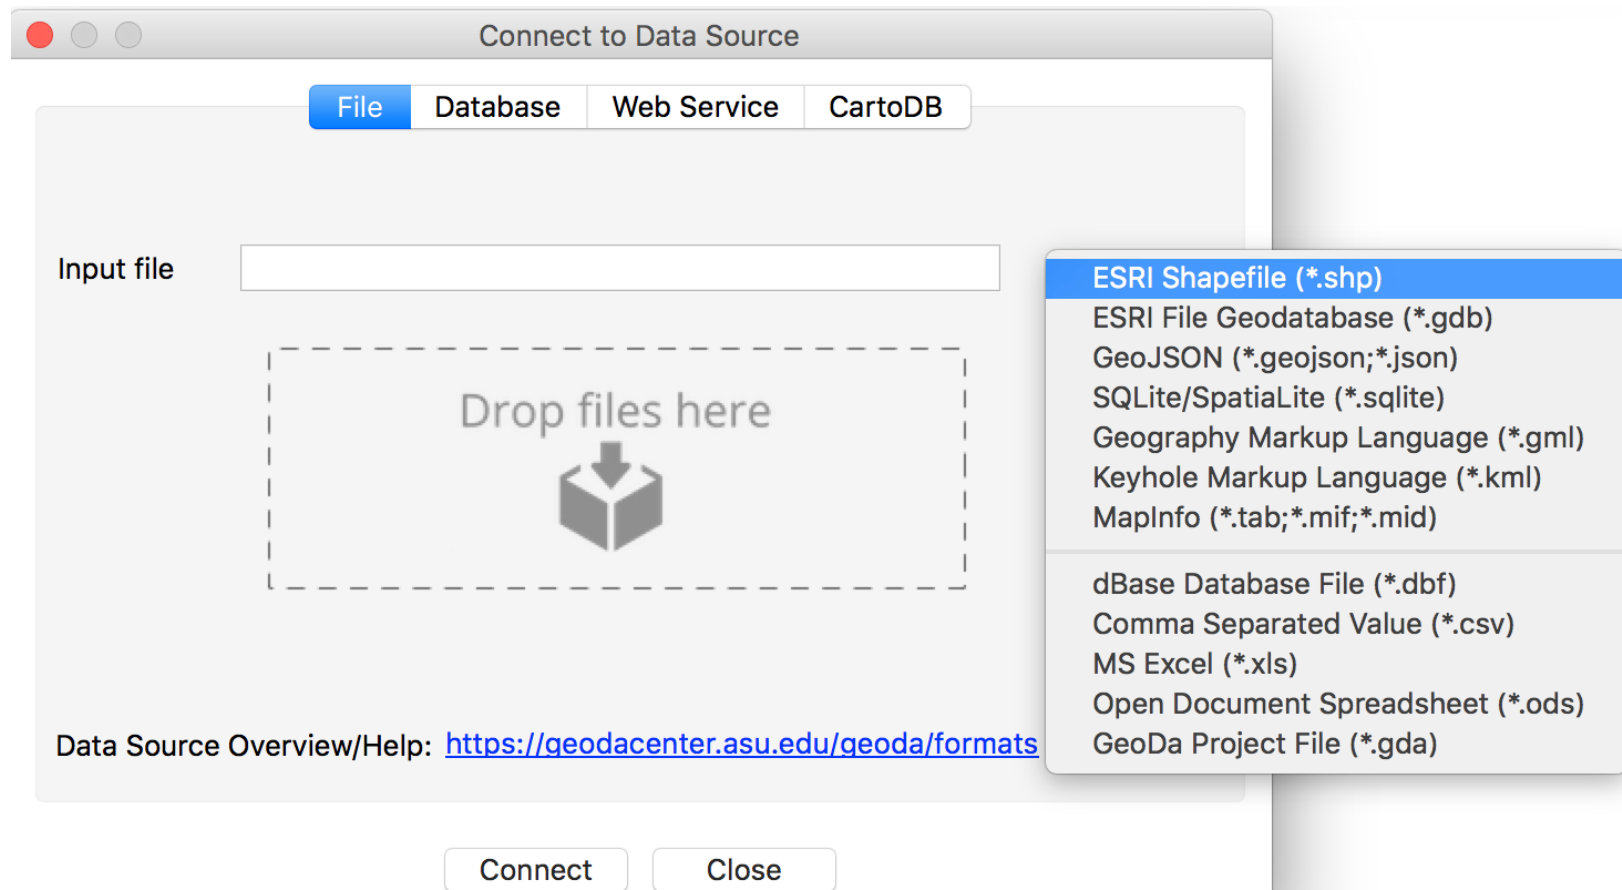 Connect to Data Source
File Database Web Service CartoDB
Input file
Drop files here
ESRI Shapefile (*.shp)
ESRI File Geodatabase (*.gdb)
GeoJSON (*.geojson;*.json)
SQLite/SpatiaLite (*.sqlite)
Geography Markup Language (*.gml)
Keyhole Markup Language (*.kml)
MapInfo (*.tab;*.mif;*.mid)
dBase Database File (*.dbf)
Comma Separated Value (*.csv)
MS Excel (*.xls)
Open Document Spreadsheet (*.ods)
GeoDa Project File (*.gda)
Data Source Overview/Help: https://geodacenter.asu.edu/geoda/formats
Connect Close